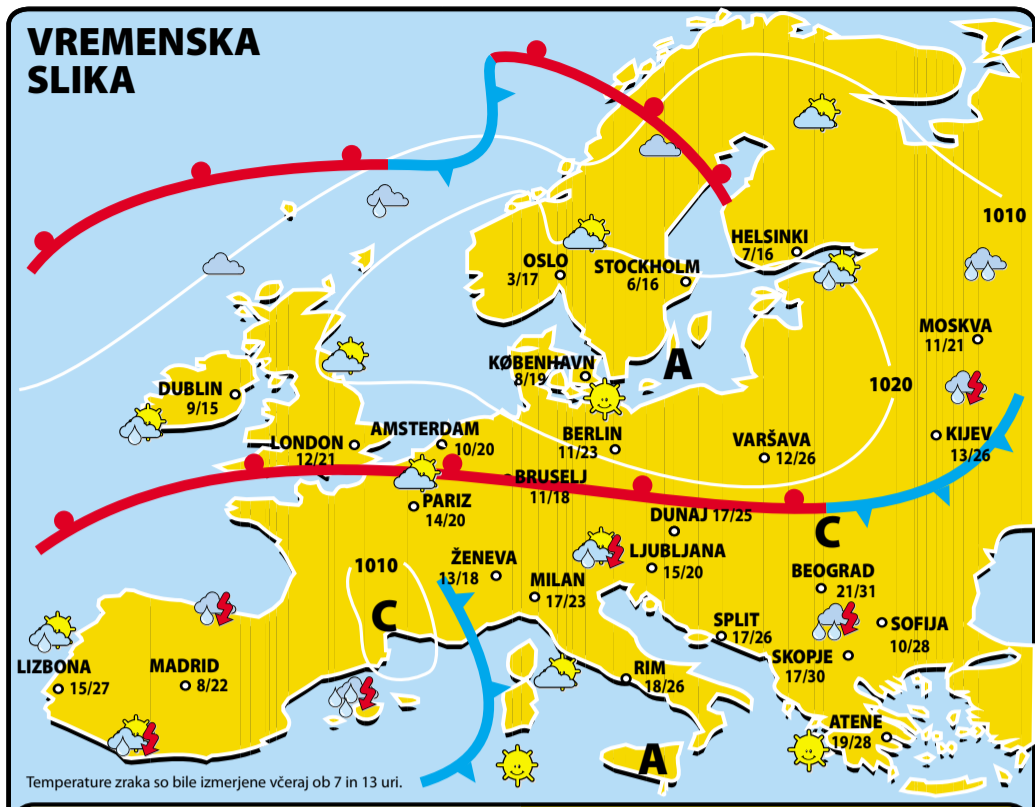 VREMENSKA
SLIKA
1010
HELSINKI
7/16
OSLO
3/17
STOCKHOLM
6/16
MOSKVA
11/21
KØBENHAVN
8/19
A
1020
DUBLIN
9/15
LONDON
12/21
AMSTERDAM
10/20
BERLIN
11/23
VARŠAVA
12/26
KIJEV
13/26
BRUSELJ
11/18
PARIZ
14/20
DUNAJ 17/25
C
LJUBLJANA
15/20
ŽENEVA
13/18
1010
MILAN
17/23
BEOGRAD
21/31
C
SPLIT
17/26
SOFIJA
10/28
SKOPJE
17/30
LIZBONA
15/27
MADRID
8/22
RIM
18/26
ATENE
19/28
A
Temperature zraka so bile izmerjene včeraj ob 7 in 13 uri.